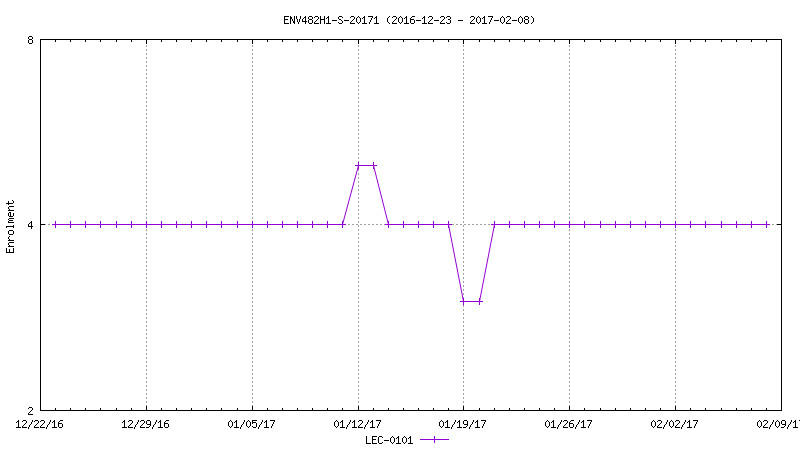 ENV482H1-S-20171 (2016-12-23 - 2017-02-08)
8
Enrolment
4
2
12/22/16 12/29/16 01/05/17 01/12/17 01/19/17 01/26/17 02/02/17 02/09/1
LEC-0101